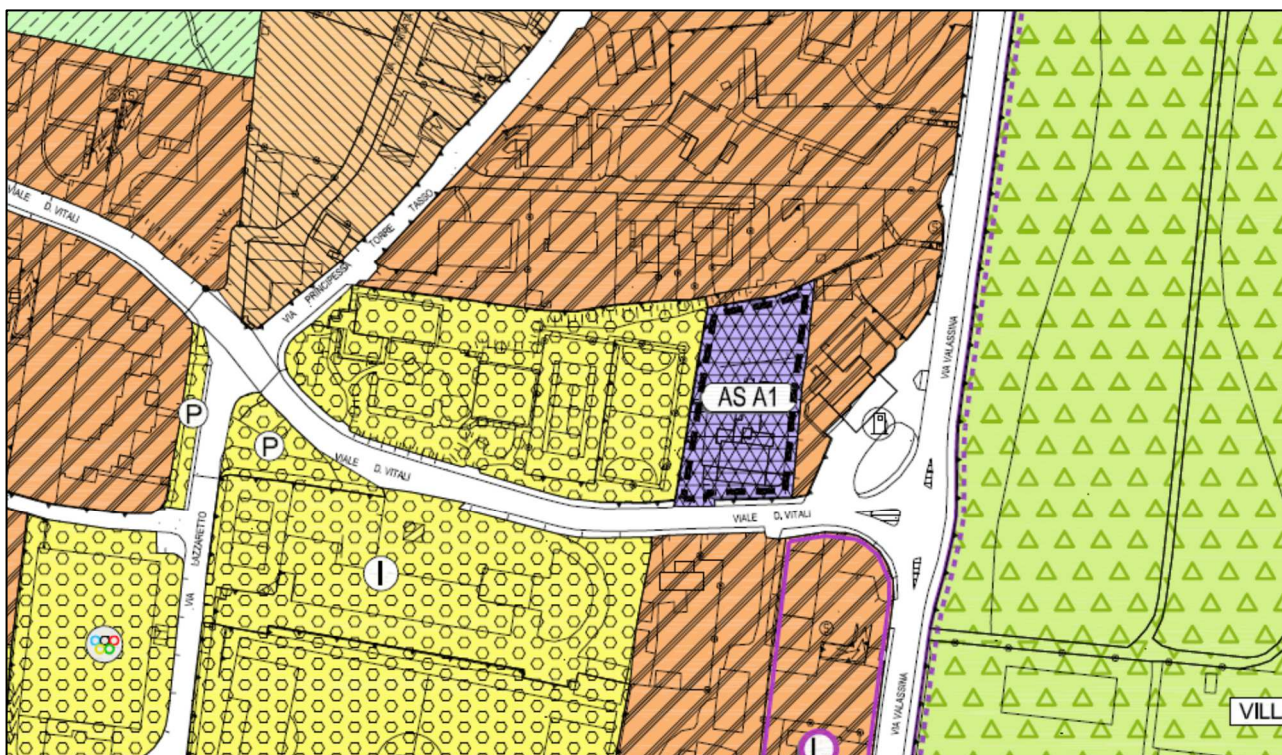 VIALE D. VITALI
VIA PRINCIPESSA TORRE TASSO
VIA VALASSINA
AS A1
P
P
VIALE D. VITALI
VIALE D. VITALI
VIA LAZZARETTO
I
VIA VALASSINA
I
VILL